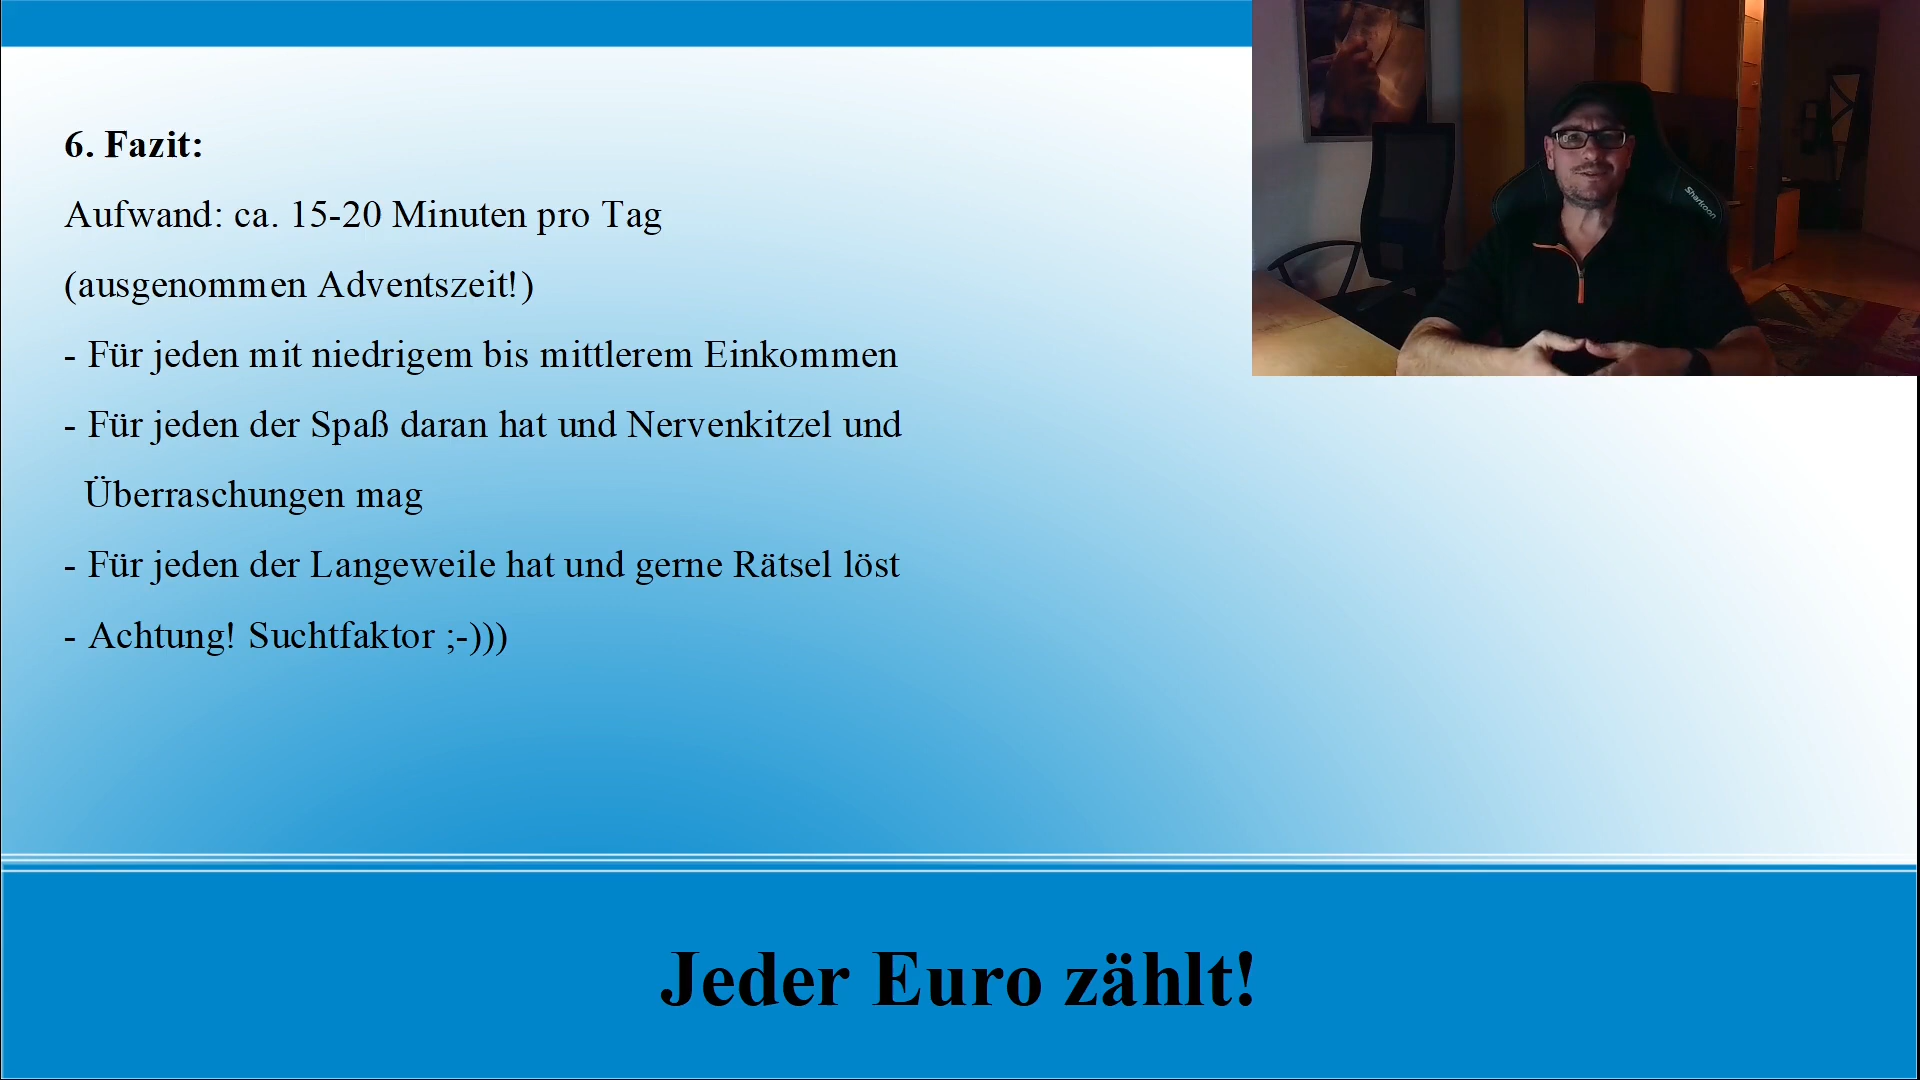 6. Fazit:
Aufwand: ca. 15-20 Minuten pro Tag
(ausgenommen Adventszeit!)
- Für jeden mit niedrigem bis mittlerem Einkommen
- Für jeden der Spaß daran hat und Nervenkitzel und
Überraschungen mag
- Für jeden der Langeweile hat und gerne Rätsel löst
- Achtung! Suchtfaktor ;-)))
Sharkoon
Jeder Euro zählt!